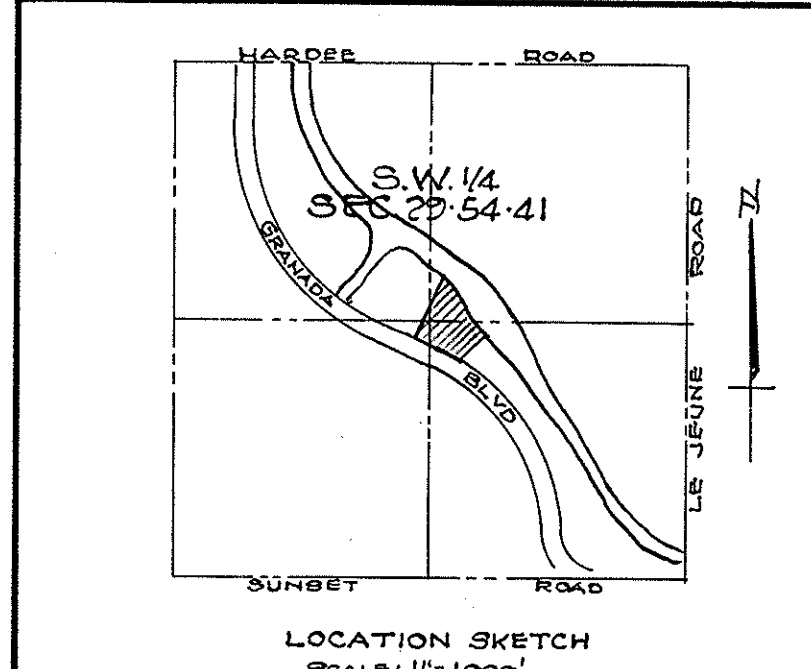 HARDEE ROAD
S.W. 1/4
SEC. 29·54·41
GRANADA
BLVD
LE JEUNE ROAD
N
SUNSET ROAD
LOCATION SKETCH
SCALE: 1"=1000'